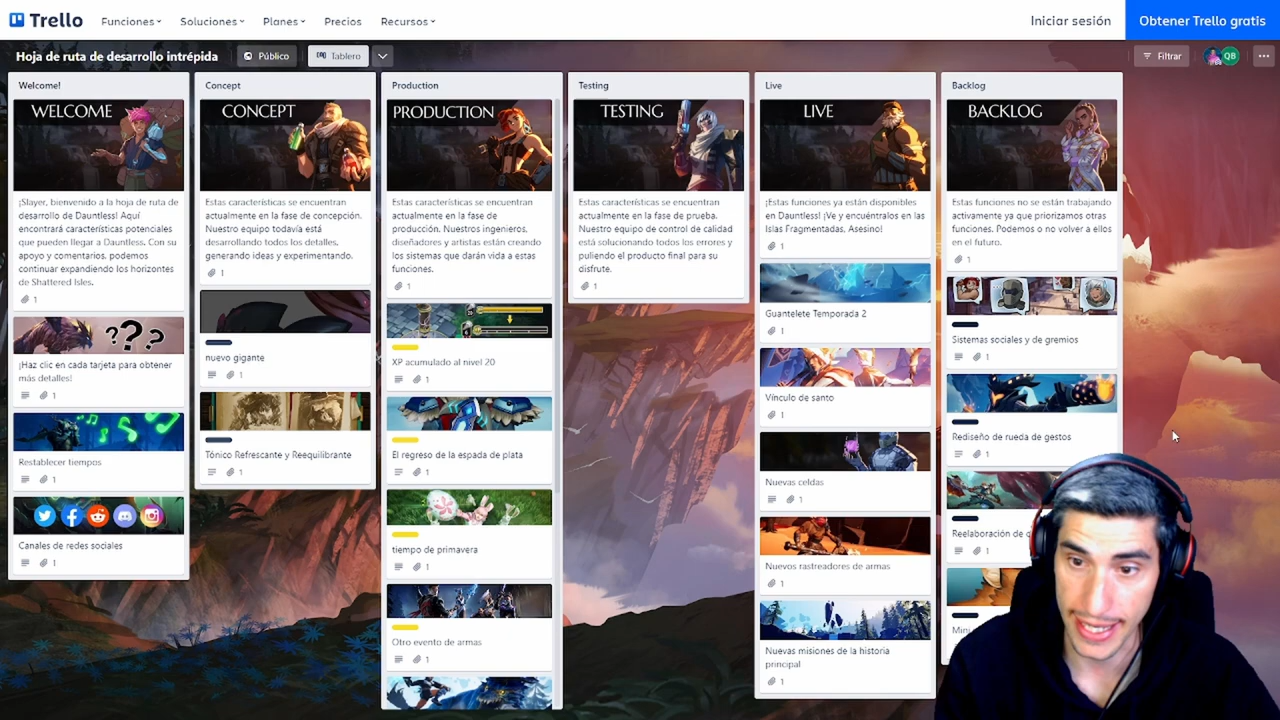 Trello
Funciones
Soluciones
Planes
Precios
Recursos
Iniciar sesión
Obtener Trello gratis
Hoja de ruta de desarrollo intrépida
Público
Tablero
Filtrar
QB
Welcome!
WELCOME
¡Slayer, bienvenido a la hoja de ruta de
desarrollo de Dauntless! Aquí
encontrará características potenciales
que pueden llegar a Dauntless. Con su
apoyo y comentarios, podemos
continuar expandiendo los horizontes
de Shattered Isles.
1
???
¡Haz clic en cada tarjeta para obtener
más detalles!
1
Restablecer tiempos
1
Canales de redes sociales
1
Concept
CONCEPT
Estas características se encuentran
actualmente en la fase de concepción.
Nuestro equipo todavía está
desarrollando todos los detalles,
generando ideas y experimentando.
1
nuevo gigante
1
Tónico Refrescante y Reequilibrante
1
Production
PRODUCTION
Estas características se encuentran
actualmente en la fase de
producción. Nuestros ingenieros,
diseñadores y artistas están creando
los sistemas que darán vida a estas
funciones.
1
XP acumulado al nivel 20
1
El regreso de la espada de plata
1
tiempo de primavera
1
Otro evento de armas
1
Testing
TESTING
Estas características se encuentran
actualmente en la fase de prueba.
Nuestro equipo de control de calidad
está solucionando todos los errores y
puliendo el producto final para su
disfrute.
1
Live
LIVE
¡Estas funciones ya están disponibles
en Dauntless! ¡Ve y encuéntralos en las
Islas Fragmentadas, Asesino!
1
Guantelete Temporada 2
1
Vínculo de santo
1
Nuevas celdas
1
Nuevos rastreadores de armas
1
Nuevas misiones de la historia
principal
1
Backlog
BACKLOG
Estas funciones no se están trabajando
activamente ya que priorizamos otras
funciones. Podemos o no volver a ellos
en el futuro.
1
Sistemas sociales y de gremios
1
Rediseño de rueda de gestos
1
Reelaboración de
1
Mini